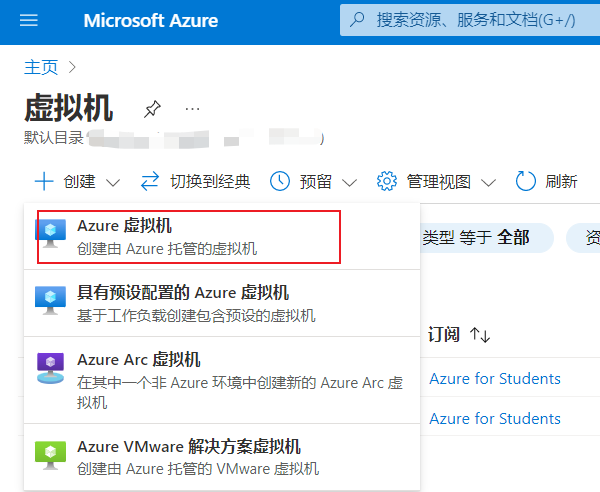 Microsoft Azure
搜索资源、服务和文档(G+/)
主页
虚拟机
默认目录
创建 切换到经典 预留 管理视图 刷新
Azure 虚拟机
创建由 Azure 托管的虚拟机
类型 等于 全部
资
具有预设配置的 Azure 虚拟机
基于工作负载创建包含预设的虚拟机
订阅
Azure Arc 虚拟机
在其中一个非 Azure 环境中创建新的 Azure Arc 虚
拟机
Azure for Students
Azure for Students
Azure VMware 解决方案虚拟机
创建由 Azure 托管的 VMware 虚拟机